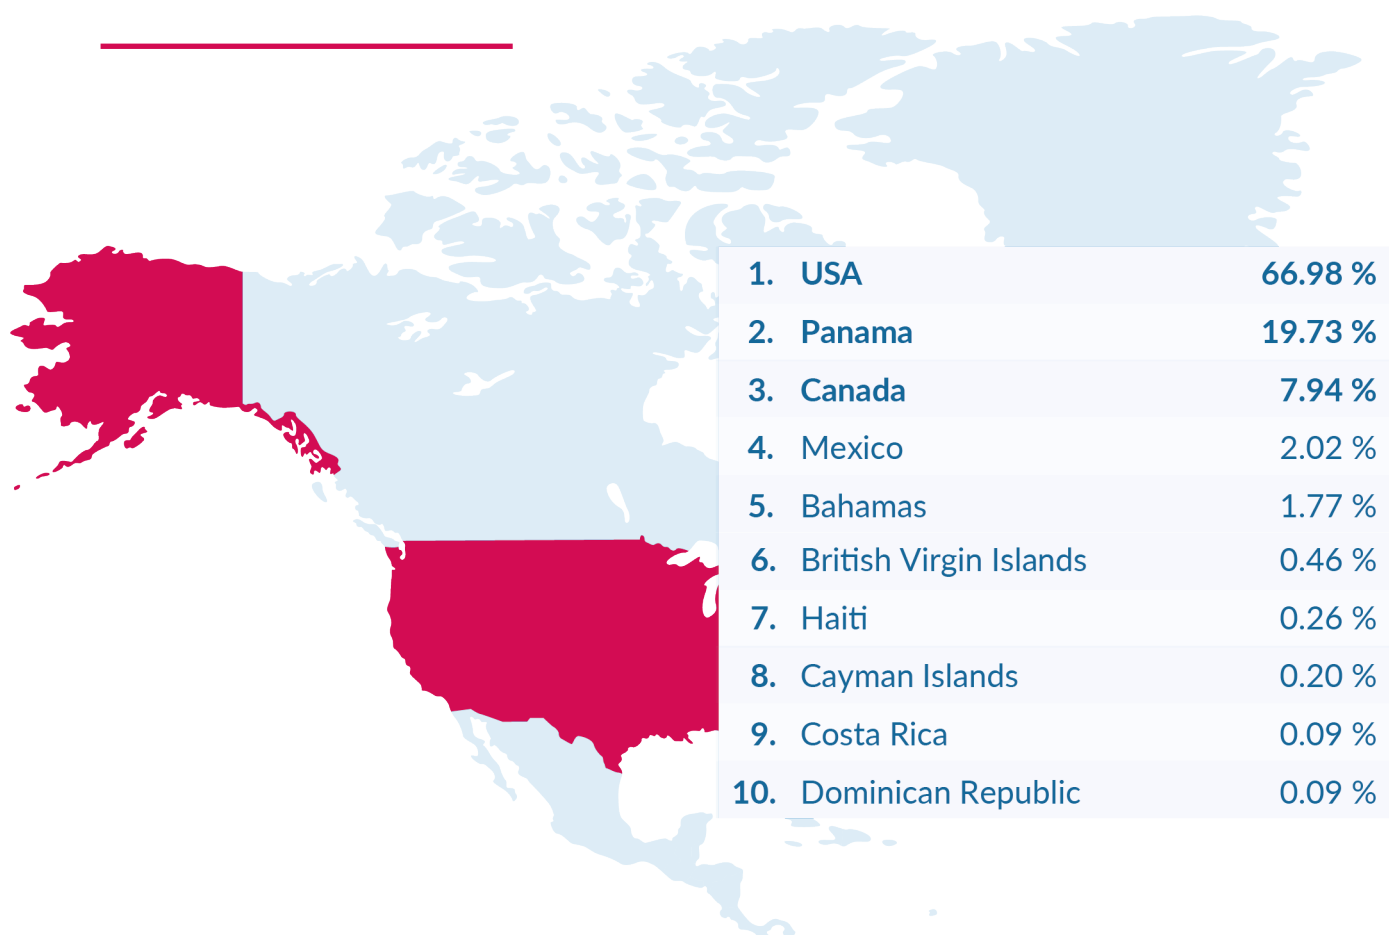 1. USA 66.98 %
2. Panama 19.73 %
3. Canada 7.94 %
4. Mexico 2.02 %
5. Bahamas 1.77 %
6. British Virgin Islands 0.46 %
7. Haiti 0.26 %
8. Cayman Islands 0.20 %
9. Costa Rica 0.09 %
10. Dominican Republic 0.09 %